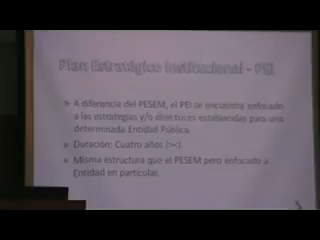 Plan Estratégico Institucional - PEI
» A diferencia del PESEM, el PEI se encuentra enfocado
a las estrategias y/o directrices establecidas para una
determinada Entidad Pública.
» Duración: Cuatro años (><)
» Misma estructura que el PESEM pero enfocado a
Entidad en particular.